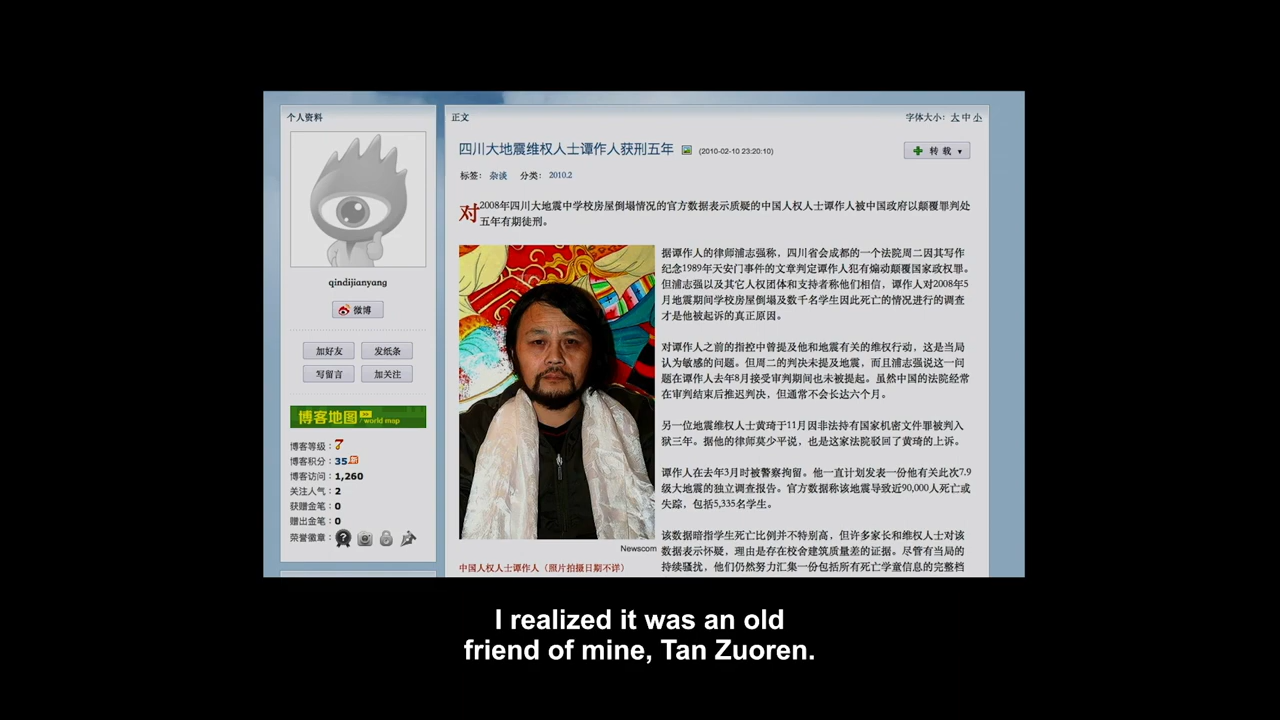 个人资料
qindijianyang
微博
加好友 发纸条
写留言 加关注
博客地图 world map
博客等级：7
博客积分：35
博客访问：1,260
关注人气：2
获赠金笔：0
赠出金笔：0
荣誉徽章：
正文 字体大小：大 中 小
四川大地震维权人士谭作人获刑五年 (2010-02-10 23:20:10) 转载
标签：杂谈 分类：2010.2
对2008年四川大地震中学校房屋倒塌情况的官方数据表示质疑的中国人权人士谭作人被中国政府以颠覆罪判处
五年有期徒刑。
据谭作人的律师浦志强称，四川省会成都的一个法院周二因其写作
纪念1989年天安门事件的文章判定谭作人犯有煽动颠覆国家政权罪。
但浦志强以及其它人权团体和支持者称他们相信，谭作人对2008年5
月地震期间学校房屋倒塌及数千名学生因此死亡的情况进行的调查
才是他被起诉的真正原因。
对谭作人之前的指控中曾提及他和地震有关的维权行动，这是当局
认为敏感的问题。但周二的判决未提及地震，而且浦志强说这一问
题在谭作人去年8月接受审判期间也未被提起。虽然中国的法院经常
在审判结束后推迟判决，但通常不会长达六个月。
另一位地震维权人士黄琦于11月因非法持有国家机密文件罪被判入
狱三年。据他的律师莫少平说，也是这家法院驳回了黄琦的上诉。
谭作人在去年3月时被警察拘留。他一直计划发表一份他有关此次7.9
级大地震的独立调查报告。官方数据称该地震导致近90,000人死亡或
失踪，包括5,335名学生。
该数据暗指学生死亡比例并不特别高，但许多家长和维权人士对该
数据表示怀疑，理由是存在校舍建筑质量差的证据。尽管有当局的
持续骚扰，他们仍然努力汇集一份包括所有死亡学童信息的完整档
Newscom
中国人权人士谭作人（照片拍摄日期不详）
I realized it was an old
friend of mine, Tan Zuoren.